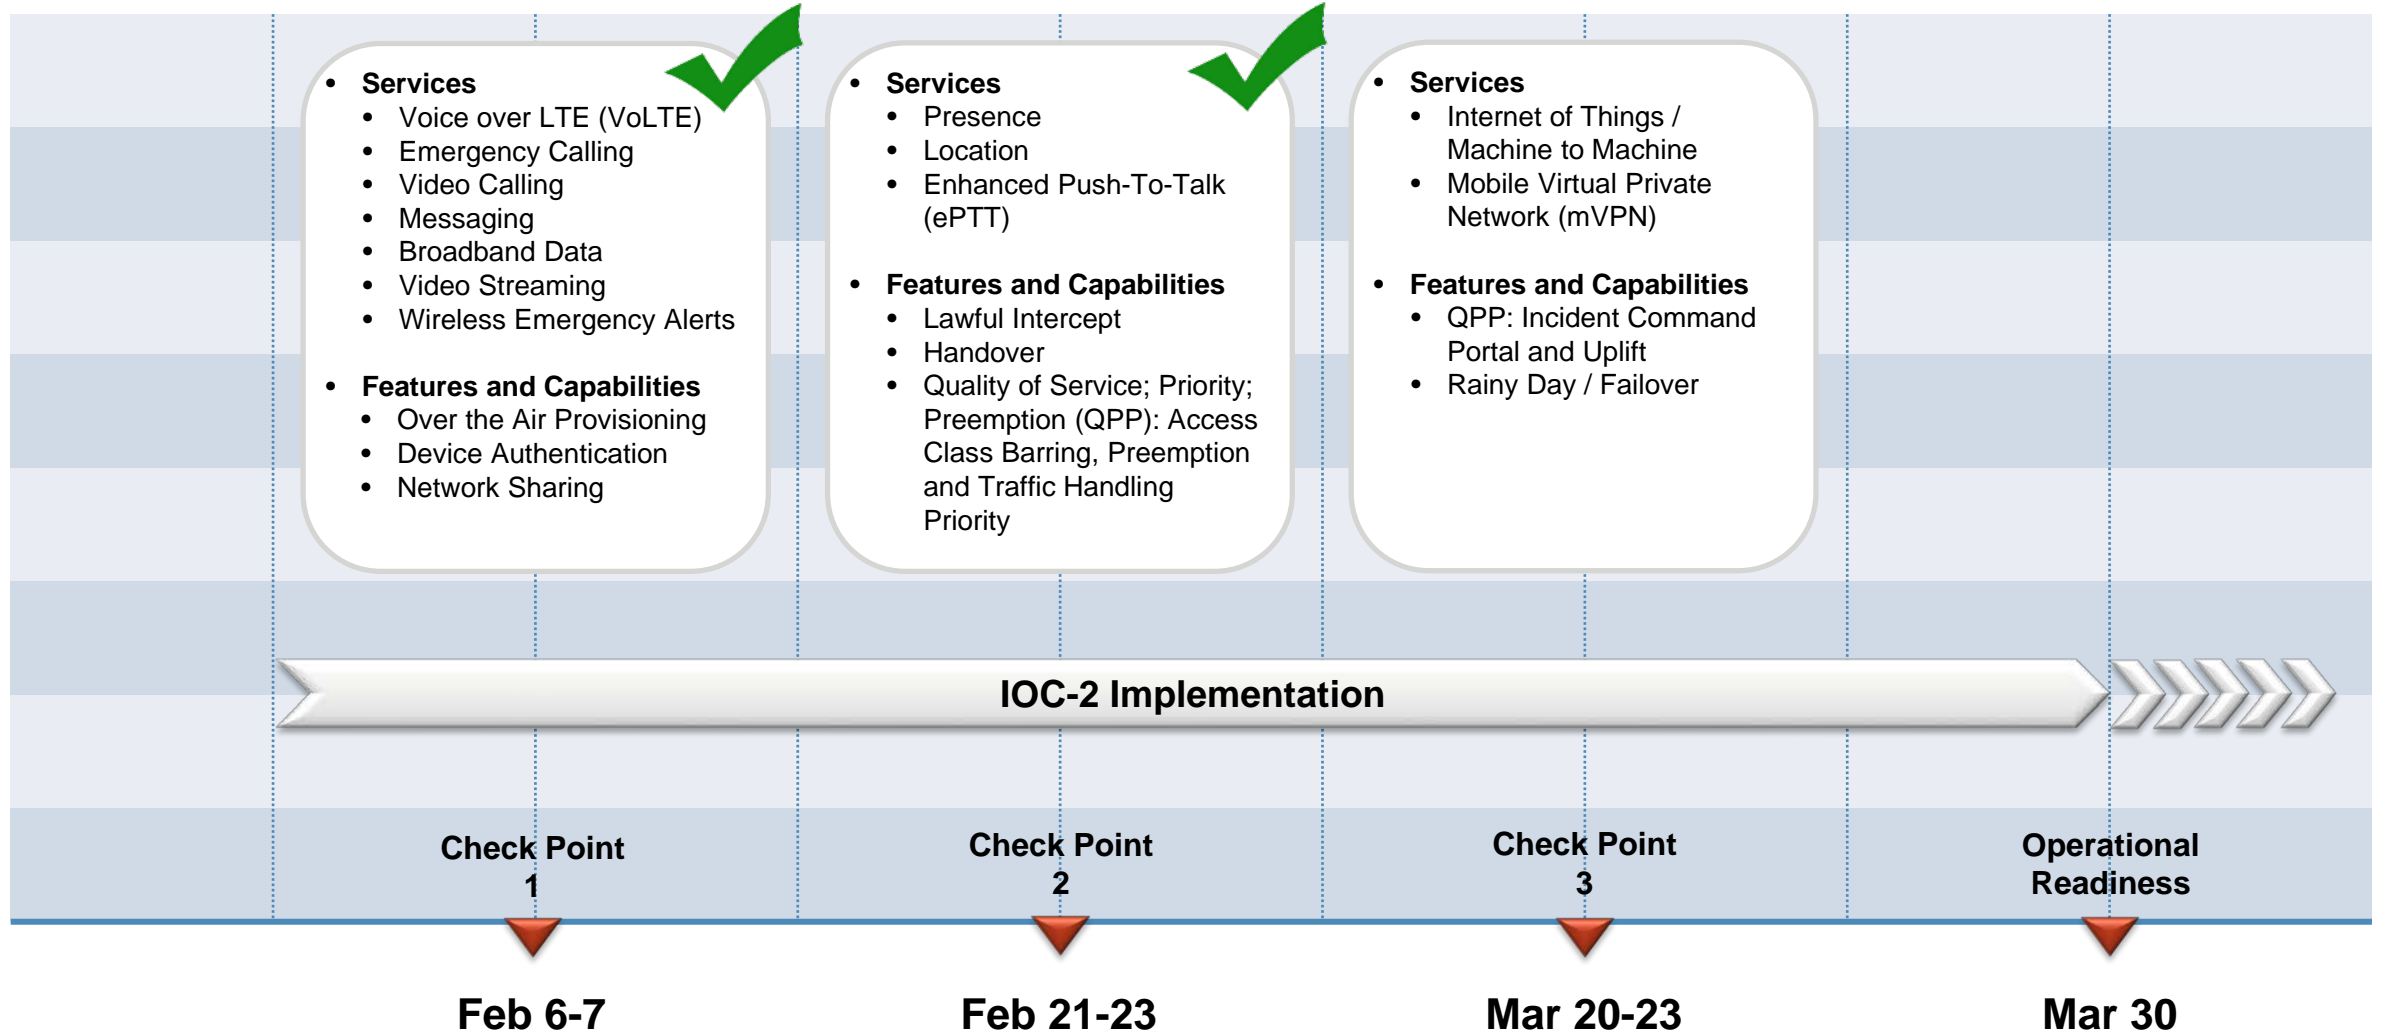 • Services
• Voice over LTE (VoLTE)
• Emergency Calling
• Video Calling
• Messaging
• Broadband Data
• Video Streaming
• Wireless Emergency Alerts
• Features and Capabilities
• Over the Air Provisioning
• Device Authentication
• Network Sharing
• Services
• Presence
• Location
• Enhanced Push-To-Talk
(ePTT)
• Features and Capabilities
• Lawful Intercept
• Handover
• Quality of Service; Priority;
Preemption (QPP): Access
Class Barring, Preemption
and Traffic Handling
Priority
• Services
• Internet of Things /
Machine to Machine
• Mobile Virtual Private
Network (mVPN)
• Features and Capabilities
• QPP: Incident Command
Portal and Uplift
• Rainy Day / Failover
IOC-2 Implementation
Check Point
1
Check Point
2
Check Point
3
Operational
Readiness
Feb 6-7
Feb 21-23
Mar 20-23
Mar 30